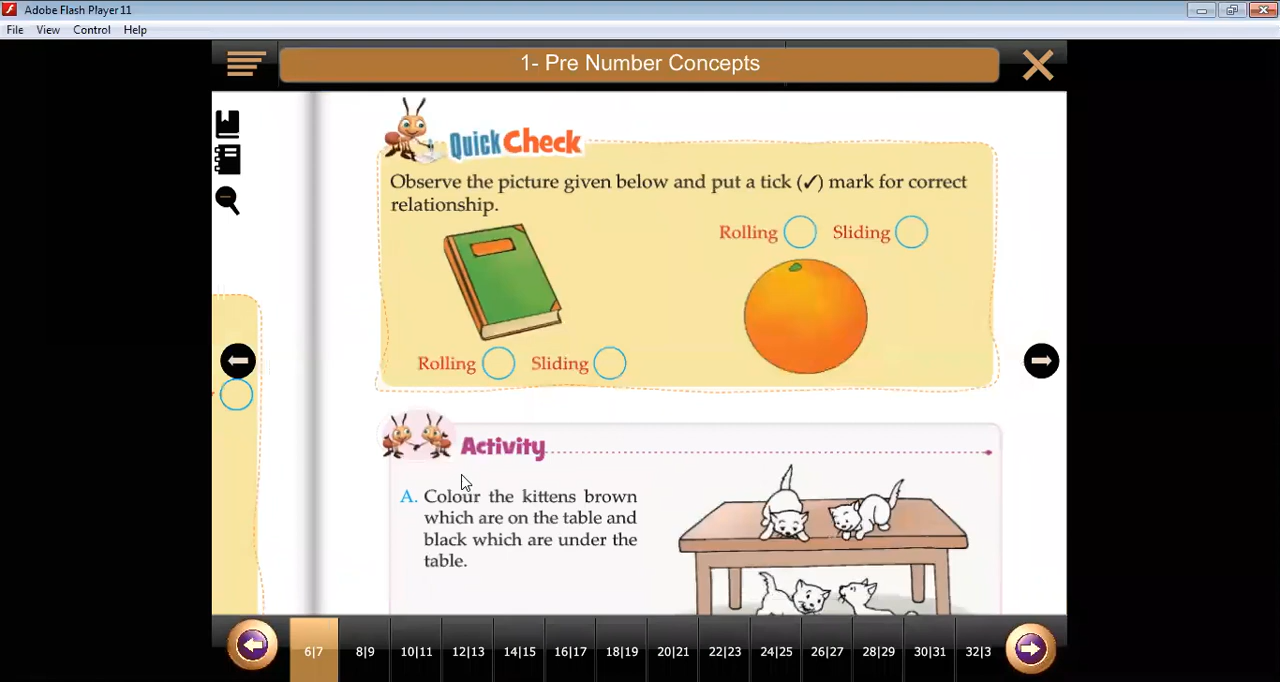 Adobe Flash Player 11
File View Control Help
1- Pre Number Concepts
Quick Check
Observe the picture given below and put a tick (✓) mark for correct
relationship.
Rolling Sliding
Rolling Sliding
Activity
A. Colour the kittens brown
which are on the table and
black which are under the
table.
6|7 8|9 10|11 12|13 14|15 16|17 18|19 20|21 22|23 24|25 26|27 28|29 30|31 32|3